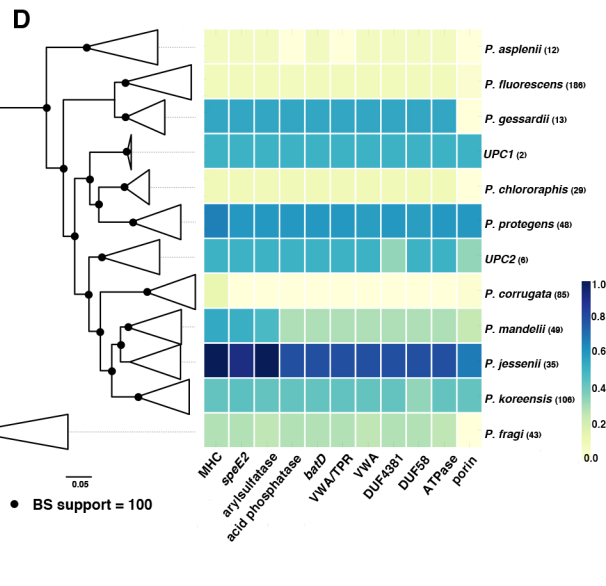 D
P. asplenii (12)
P. fluorescens (186)
P. gessardii (13)
UPC1 (2)
P. chlororaphis (29)
P. protegens (48)
UPC2 (6)
P. corrugata (85)
P. mandelii (49)
P. jessenii (35)
P. koreensis (106)
P. fragi (43)
1.0
0.8
0.6
0.4
0.2
0.0
MHC
speE2
arylsulfatase
acid phosphatase
batD
VWA/TPR
VWA
DUF4381
DUF58
ATPase
porin
0.05
BS support = 100